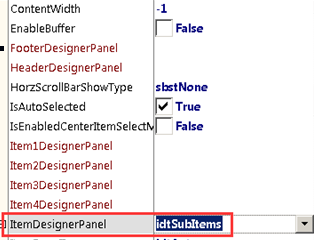 ContentWidth -1
EnableBuffer False
FooterDesignerPanel
HeaderDesignerPanel
HorzScrollBarShowType sbstNone
IsAutoSelected True
IsEnabledCenterItemSelectM False
Item1DesignerPanel
Item2DesignerPanel
Item3DesignerPanel
Item4DesignerPanel
ItemDesignerPanel idtSubItems